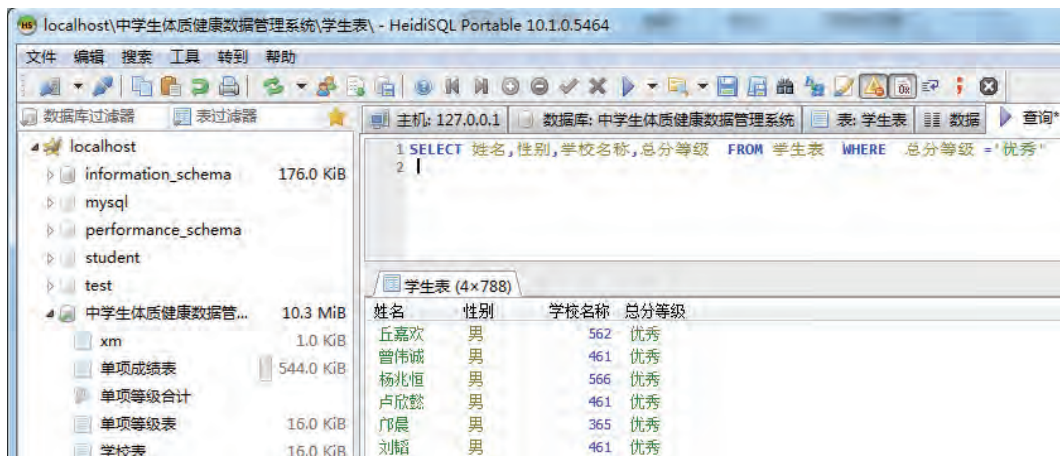 localhost\中学生体质健康数据管理系统\学生表\ - HeidiSQL Portable 10.1.0.5464
文件 编辑 搜索 工具 转到 帮助
数据库过滤器 表过滤器
主机: 127.0.0.1 数据库: 中学生体质健康数据管理系统 表: 学生表 数据 查询*
localhost
information_schema 176.0 KiB
mysql
performance_schema
student
test
中学生体质健康数据管... 10.3 MiB
xm 1.0 KiB
单项成绩表 544.0 KiB
单项等级合计
单项等级表 16.0 KiB
学校表 16.0 KiB
1 SELECT 姓名,性别,学校名称,总分等级 FROM 学生表 WHERE 总分等级 ='优秀'
2
学生表 (4×788)
姓名 性别 学校名称 总分等级
丘嘉欢 男 562 优秀
曾伟诚 男 461 优秀
杨兆恒 男 566 优秀
卢欣懿 男 461 优秀
邝晨 男 365 优秀
刘韬 男 461 优秀